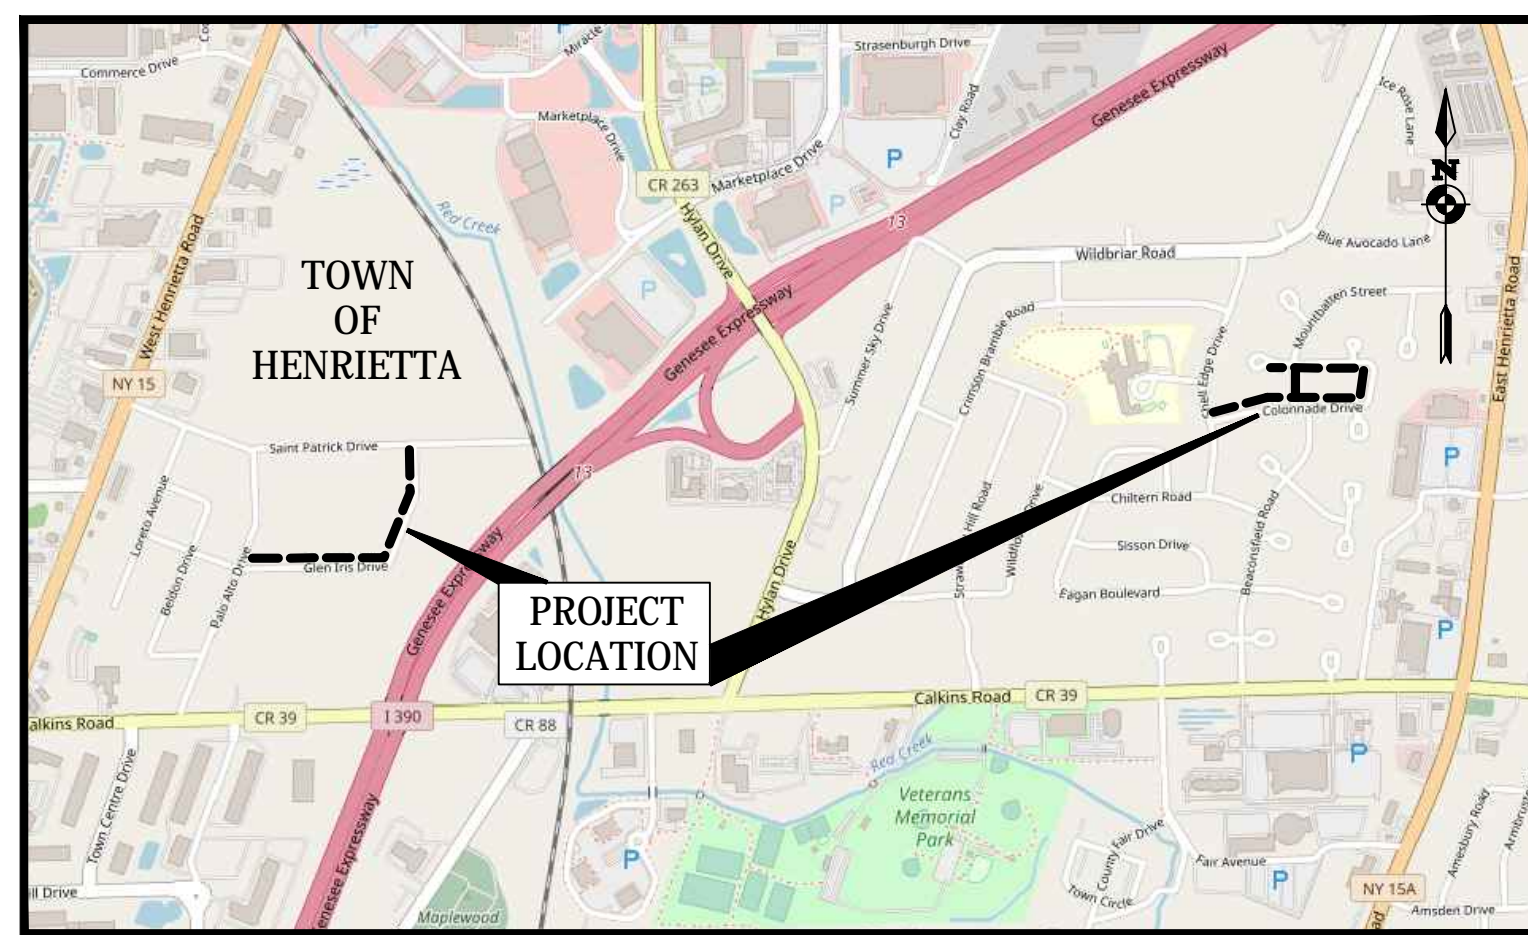 Commerce Drive
Miracle
Strasenburgh Drive
Genesee Expressway
Ice Rose Lane
Clay Road
Marketplace Drive
P
P
Marketplace Drive
CR 263
P
N
Red Creek
Hylan Drive
13
West Henrietta Road
TOWN
OF
HENRIETTA
Wildbriar Road
Blue Avocado Lane
P
Genesee Expressway
Mountbatten Street
East Henrietta Road
NY 15
Summer Sky Drive
Crimson Bramble Road
Edge Drive
Colonnade Drive
Saint Patrick Drive
13
P
Loreto Avenue
Chiltern Road
Hill Road
Drive
Beaconsfield Road
Sisson Drive
Glen Iris Drive
Beldon Drive
Palo Alto Drive
Genesee Expressway
Hylan Drive
Eagan Boulevard
PROJECT
LOCATION
P
Calkins Road
CR 39
alkins Road
CR 39
I 390
CR 88
Red Creek
P
Town Centre Drive
Veterans
Memorial
Park
County Fair Drive
Fair Avenue
Amesbury Road
P
P
Town Circle
NY 15A
ill Drive
enesee Expressway
Maplewood
Amsden Drive